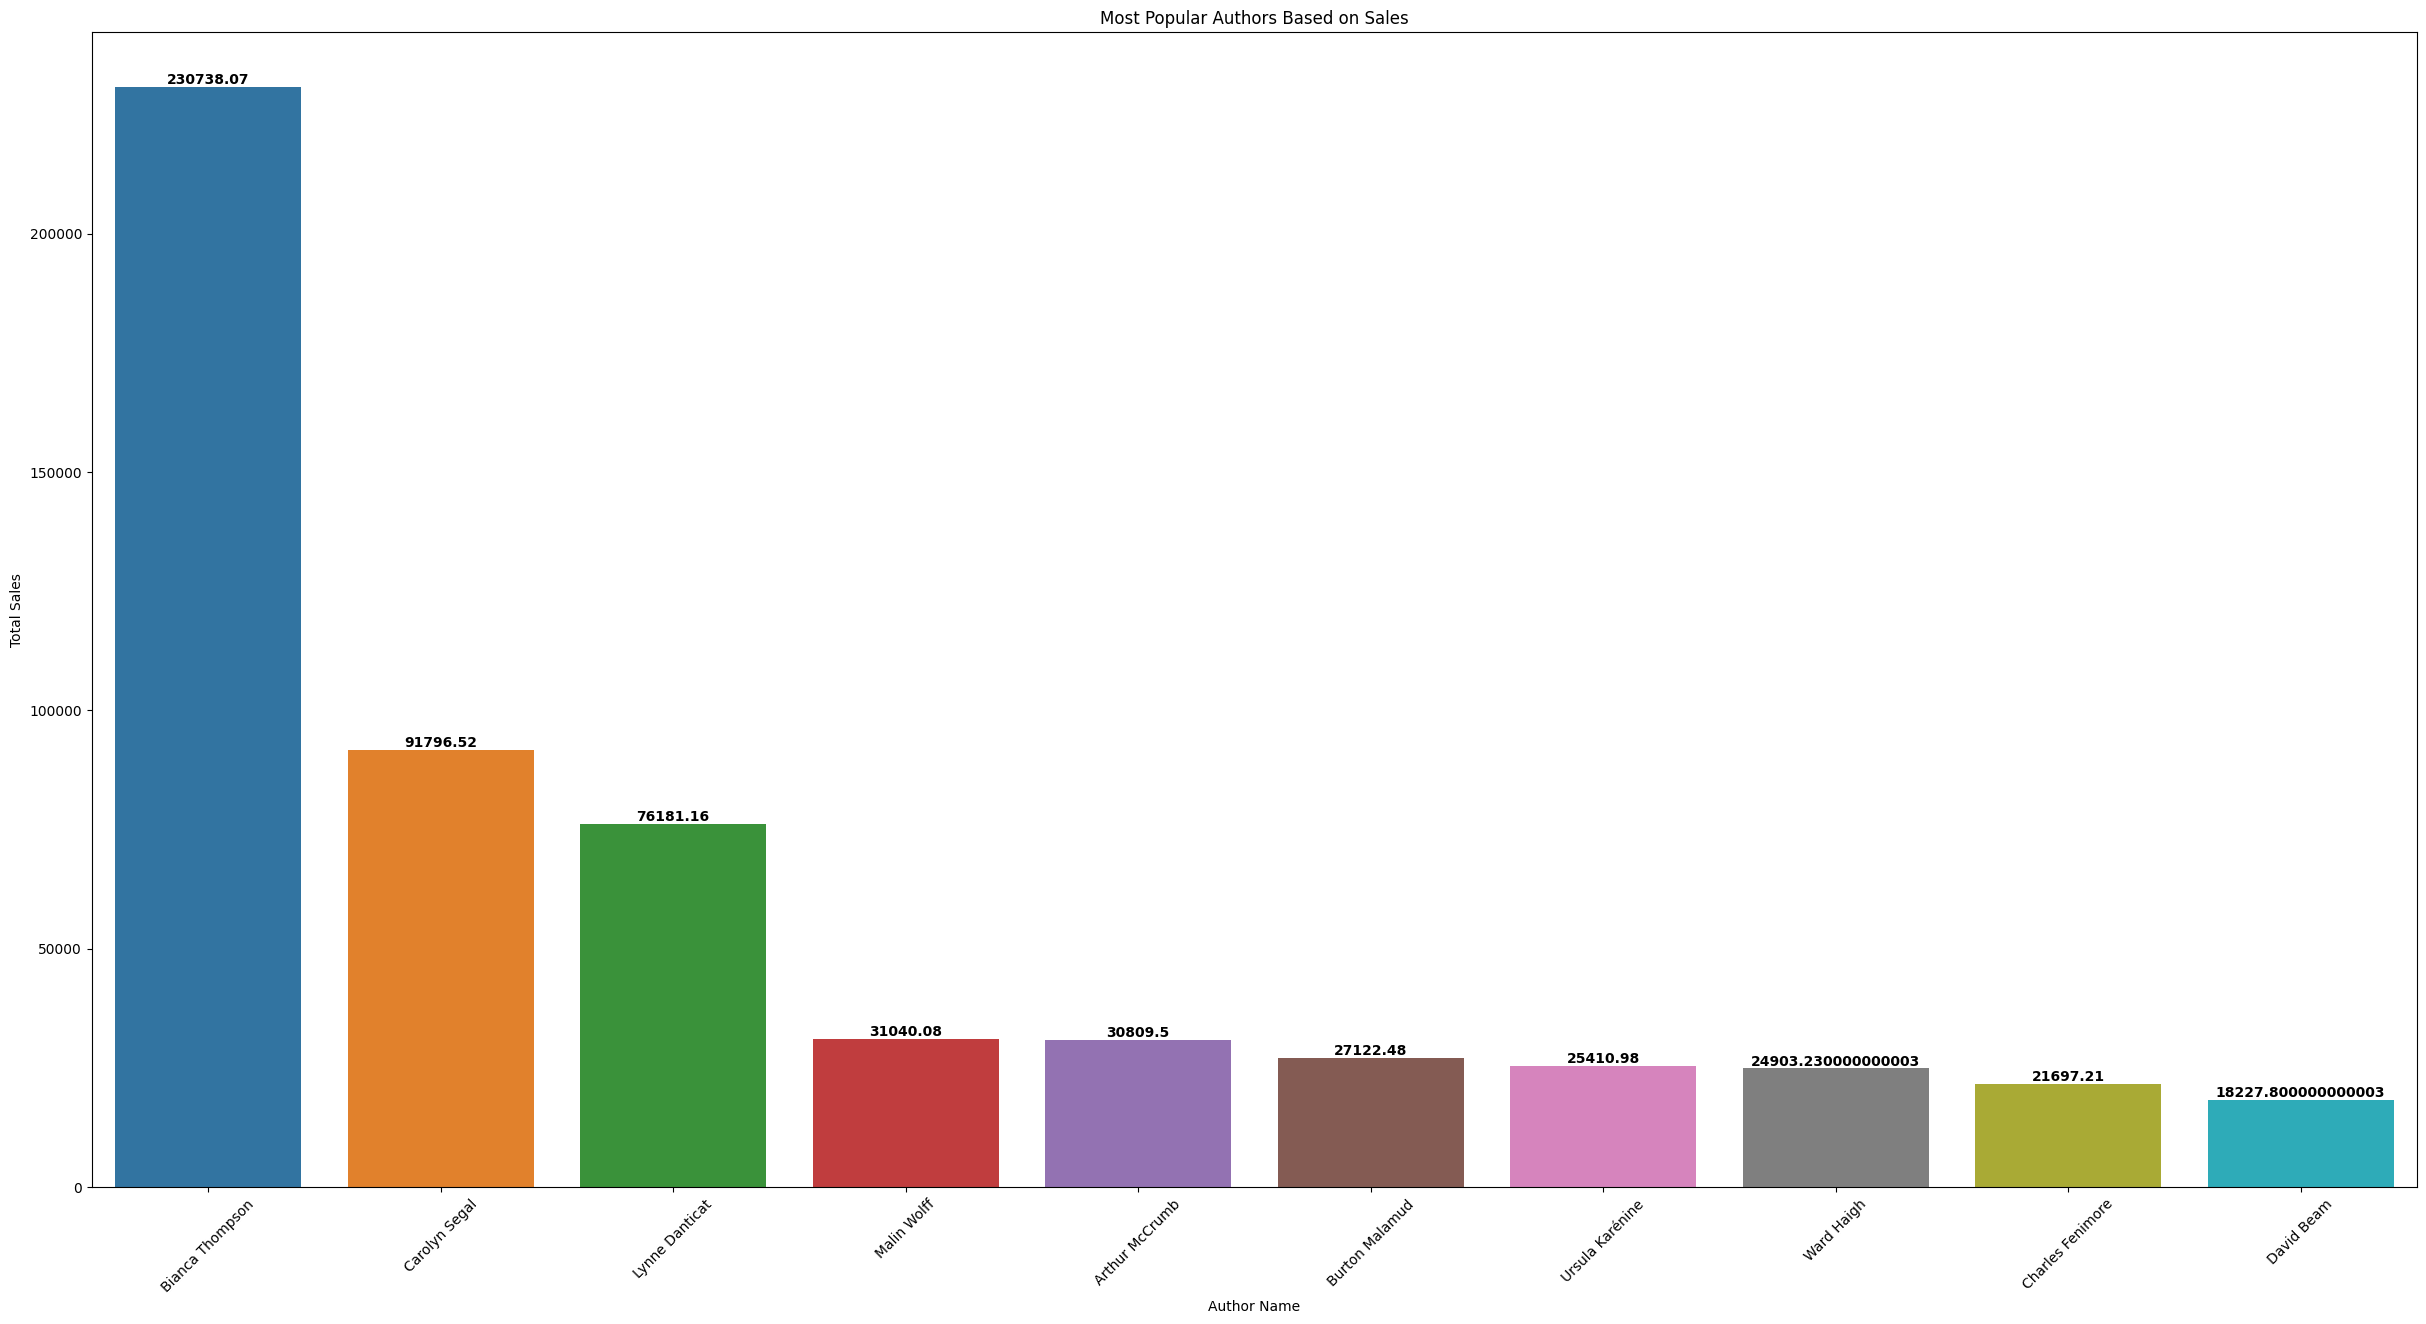 Most Popular Authors Based on Sales
230738.07
200000
150000
Total Sales
100000
91796.52
76181.16
50000
31040.08
30809.5
27122.48
25410.98
24903.230000000003
21697.21
18227.800000000003
0
Bianca Thompson
Carolyn Segal
Lynne Danticat
Malin Wolff
Arthur McCrumb
Burton Malamud
Ursula Karénine
Ward Haigh
Charles Fenimore
David Beam
Author Name